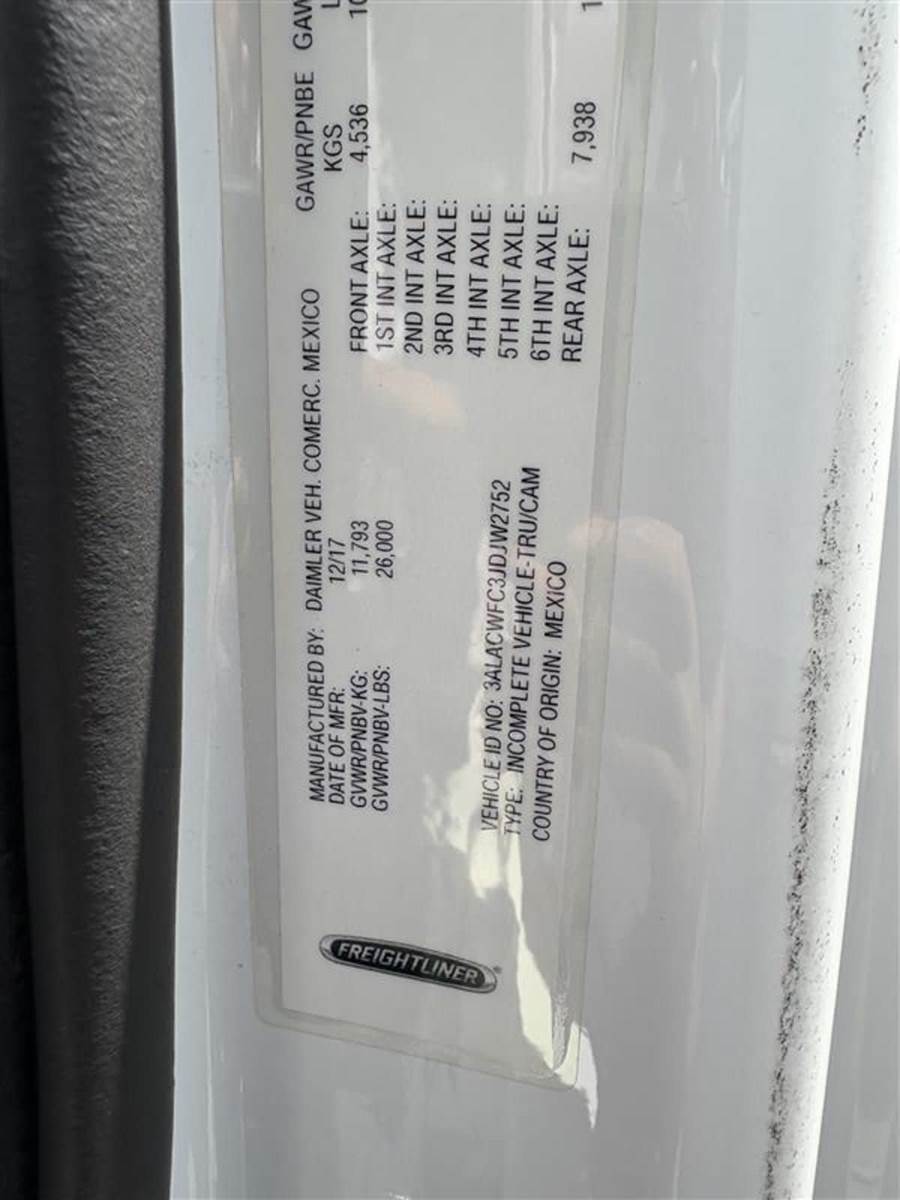 FREIGHTLINER
MANUFACTURED BY: DAIMLER VEH. COMERC. MEXICO GAWR/PNBE
DATE OF MFR: 12/17 KGS
GVWR/PNBV-KG: 11,793 FRONT AXLE: 4,536
GVWR/PNBV-LBS: 26,000 1ST INT AXLE:
2ND INT AXLE:
3RD INT AXLE:
4TH INT AXLE:
VEHICLE ID NO: 3ALACWFC3JDJW2752 5TH INT AXLE:
TYPE: INCOMPLETE VEHICLE-TRU/CAM 6TH INT AXLE:
COUNTRY OF ORIGIN: MEXICO REAR AXLE: 7,938